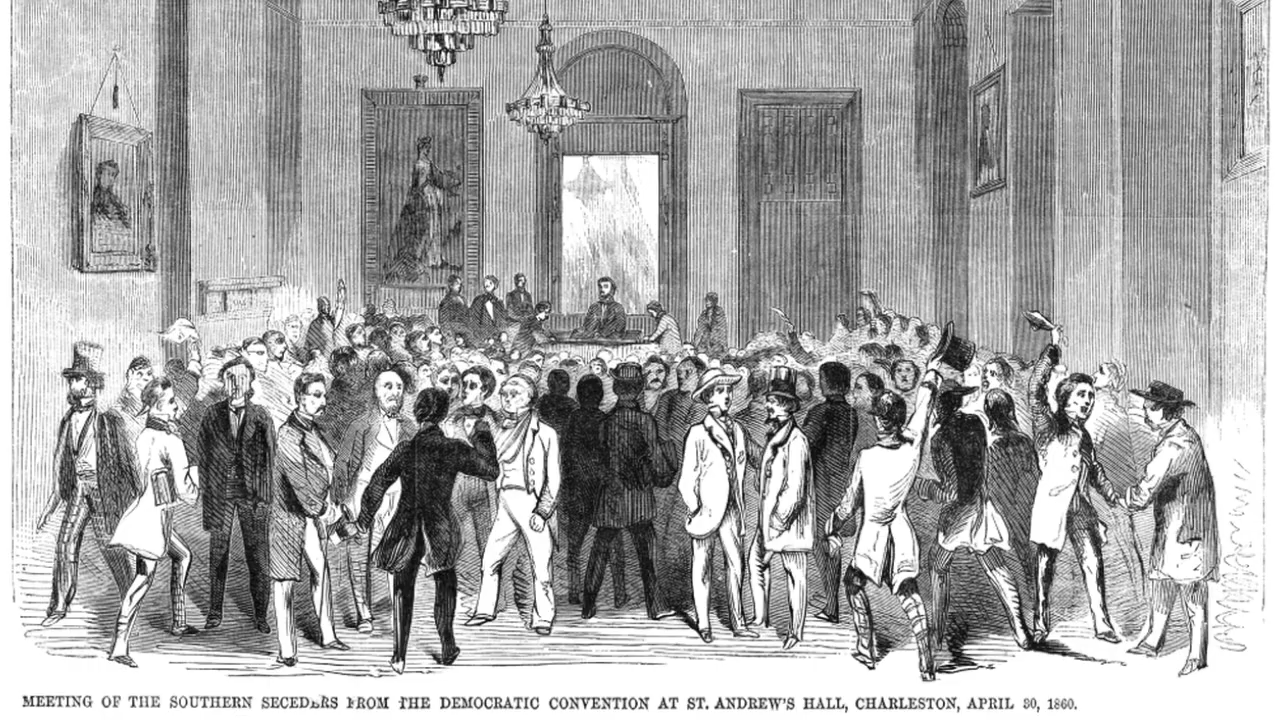 MEETING OF THE SOUTHERN SECEDERS FROM THE DEMOCRATIC CONVENTION AT ST. ANDREW'S HALL, CHARLESTON, APRIL 30, 1860.